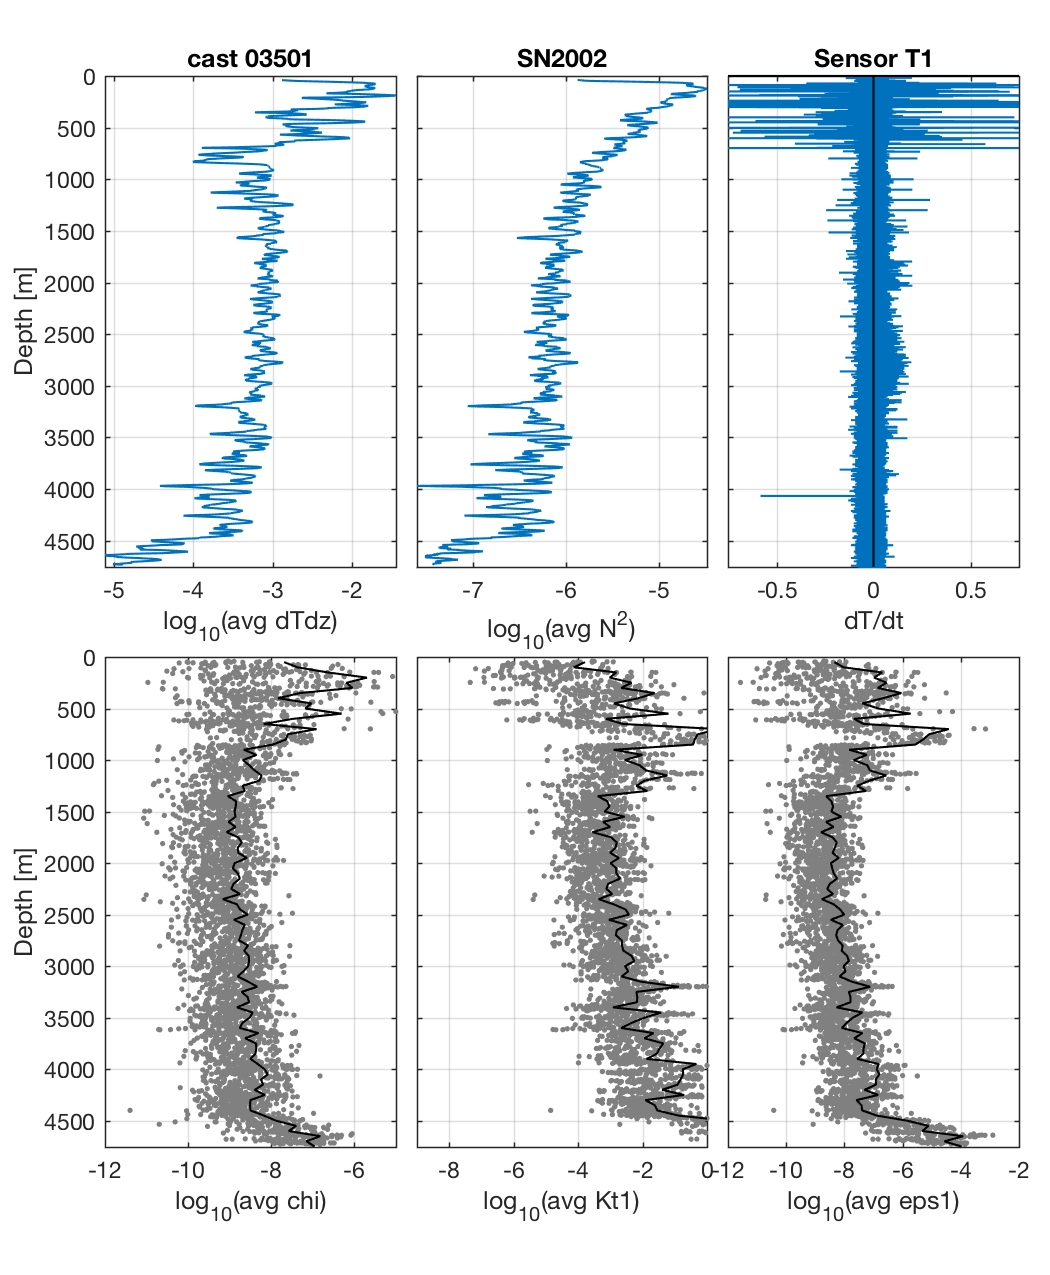 cast 03501 SN2002 Sensor T1
0
500
1000
1500
2000
2500
3000
3500
4000
4500
Depth [m]
-5 -4 -3 -2 -7 -6 -5 -0.5 0 0.5
log10(avg dTdz) log10(avg N2) dT/dt
0
500
1000
1500
2000
2500
3000
3500
4000
4500
Depth [m]
-12 -10 -8 -6 -8 -6 -4 -2 0 -12 -10 -8 -6 -4 -2
log10(avg chi) log10(avg Kt1) log10(avg eps1)